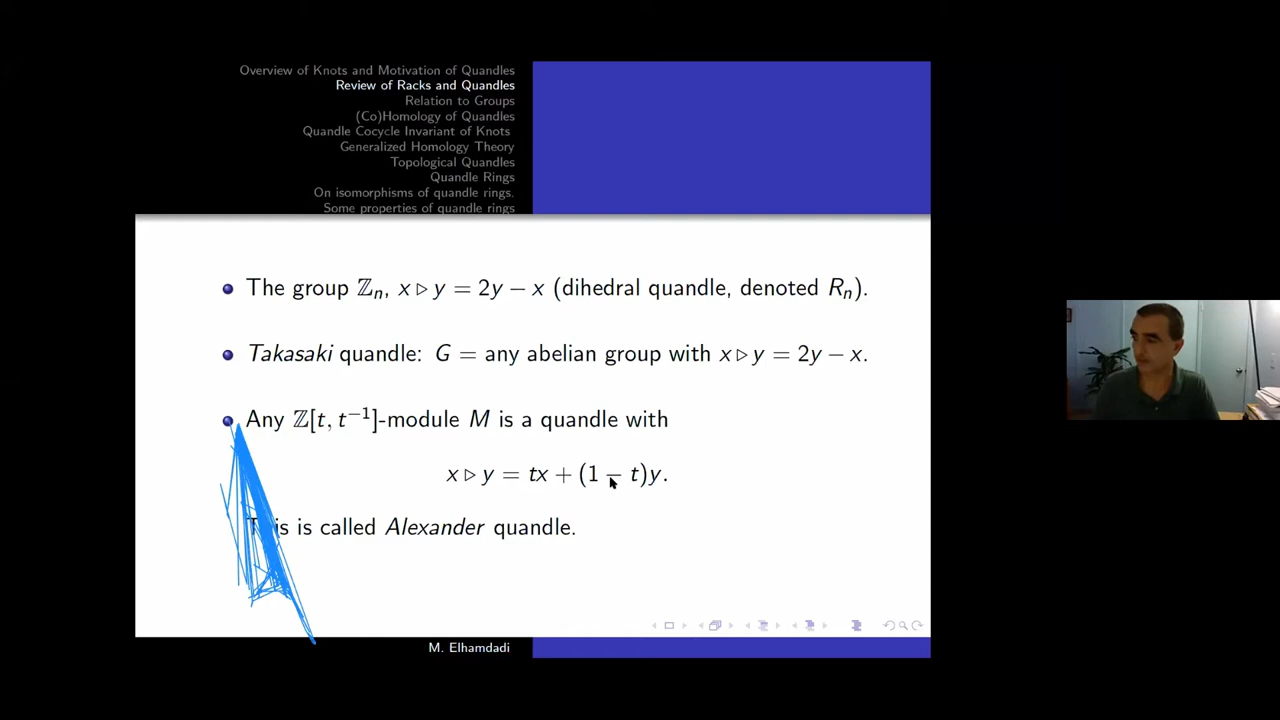 Overview of Knots and Motivation of Quandles
Review of Racks and Quandles
Relation to Groups
(Co)Homology of Quandles
Quandle Cocycle Invariant of Knots
Generalized Homology Theory
Topological Quandles
Quandle Rings
On isomorphisms of quandle rings.
Some properties of quandle rings
The group ℤₙ, x ▹ y = 2y − x (dihedral quandle, denoted Rₙ).
Takasaki quandle: G = any abelian group with x ▹ y = 2y − x.
Any ℤ[t, t⁻¹]-module M is a quandle with
x ▹ y = tx + (1 − t)y.
This is called Alexander quandle.
M. Elhamdadi